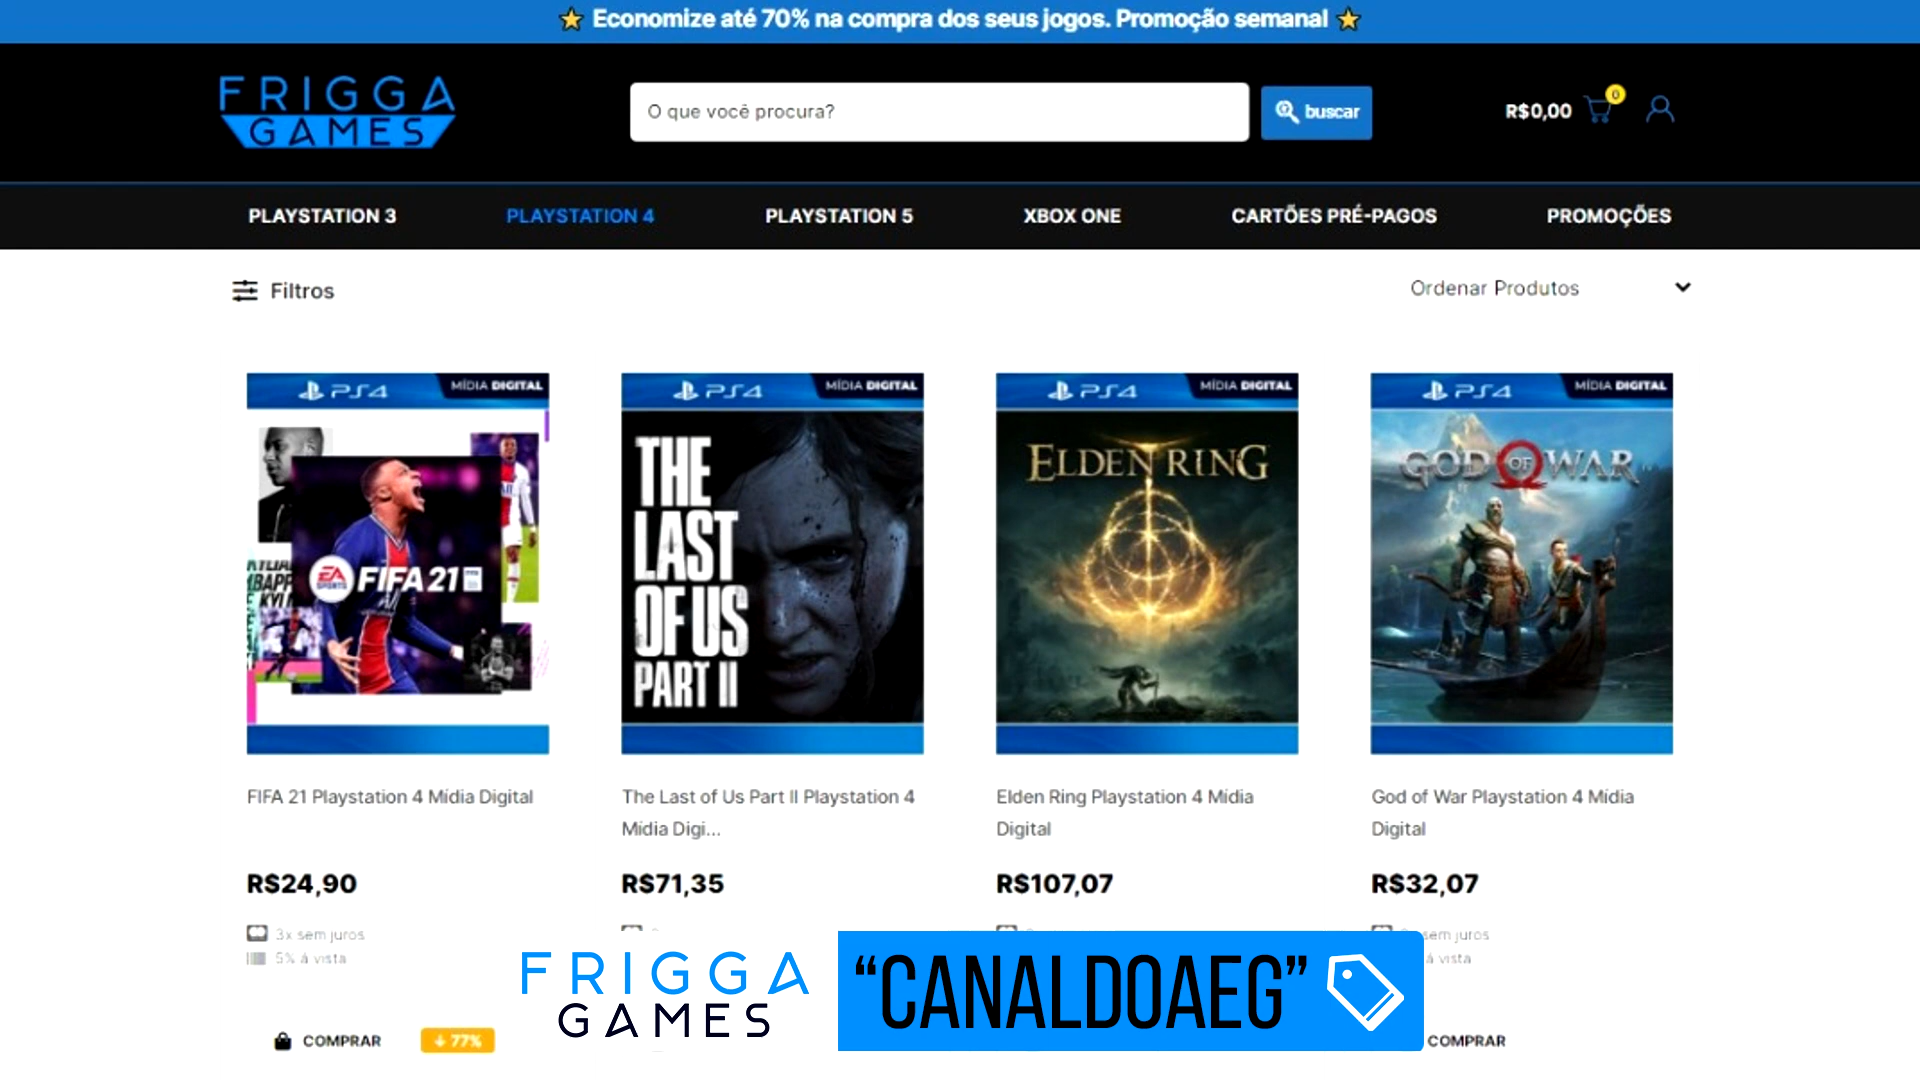 Economize até 70% na compra dos seus jogos. Promoção semanal
FRIGGA
GAMES
O que você procura?
buscar
R$0,00
0
PLAYSTATION 3
PLAYSTATION 4
PLAYSTATION 5
XBOX ONE
CARTÕES PRÉ-PAGOS
PROMOÇÕES
Filtros
Ordenar Produtos
PS4
MÍDIA DIGITAL
EA
SPORTS
FIFA 21
PS4
MÍDIA DIGITAL
THE
LAST
OF US
PART II
PS4
MÍDIA DIGITAL
ELDEN RING
PS4
MÍDIA DIGITAL
GOD OF WAR
FIFA 21 Playstation 4 Mídia Digital
The Last of Us Part II Playstation 4
Mídia Digi...
Elden Ring Playstation 4 Mídia
Digital
God of War Playstation 4 Mídia
Digital
R$24,90
R$71,35
R$107,07
R$32,07
3x sem juros
5% á vista
sem juros
á vista
FRIGGA
GAMES
“CANALDOAEG”
COMPRAR
77%
COMPRAR